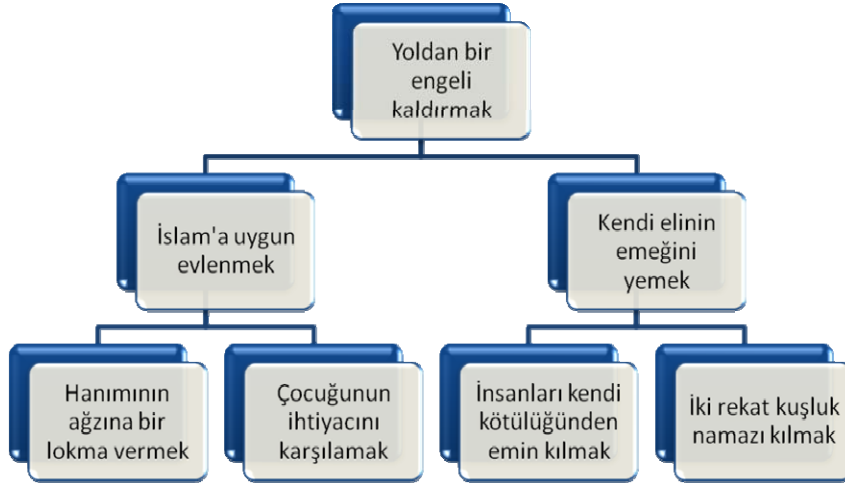 Yoldan bir
engeli
kaldırmak
İslam'a uygun
evlenmek
Kendi elinin
emeğini
yemek
Hanımının
ağzına bir
lokma vermek
Çocuğunun
ihtiyacını
karşılamak
İnsanları kendi
kötülüğünden
emin kılmak
İki rekat kuşluk
namazı kılmak